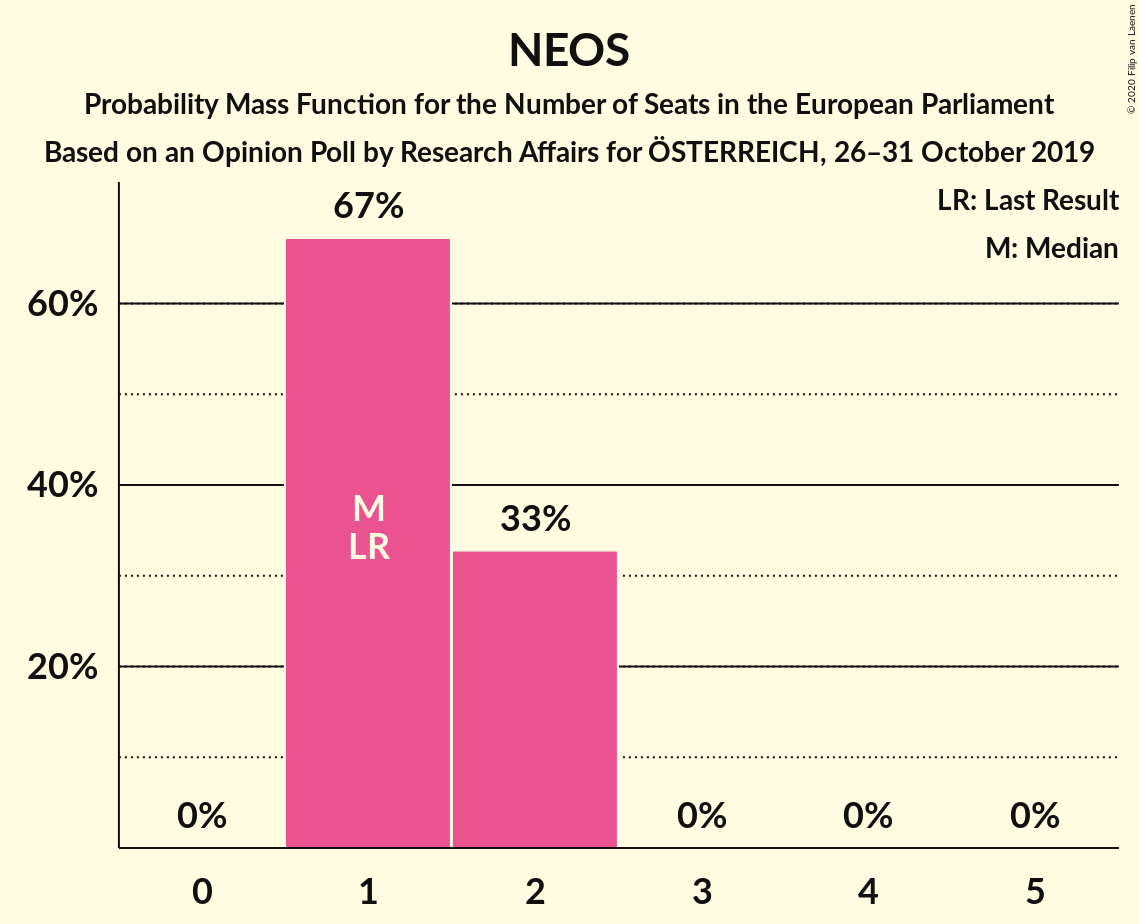 NEOS
Probability Mass Function for the Number of Seats in the European Parliament
Based on an Opinion Poll by Research Affairs for ÖSTERREICH, 26–31 October 2019
© 2020 Filip van Laenen
LR: Last Result
M: Median
67%
60%
40%
M
LR
33%
20%
0%
0%
0%
0%
0
1
2
3
4
5